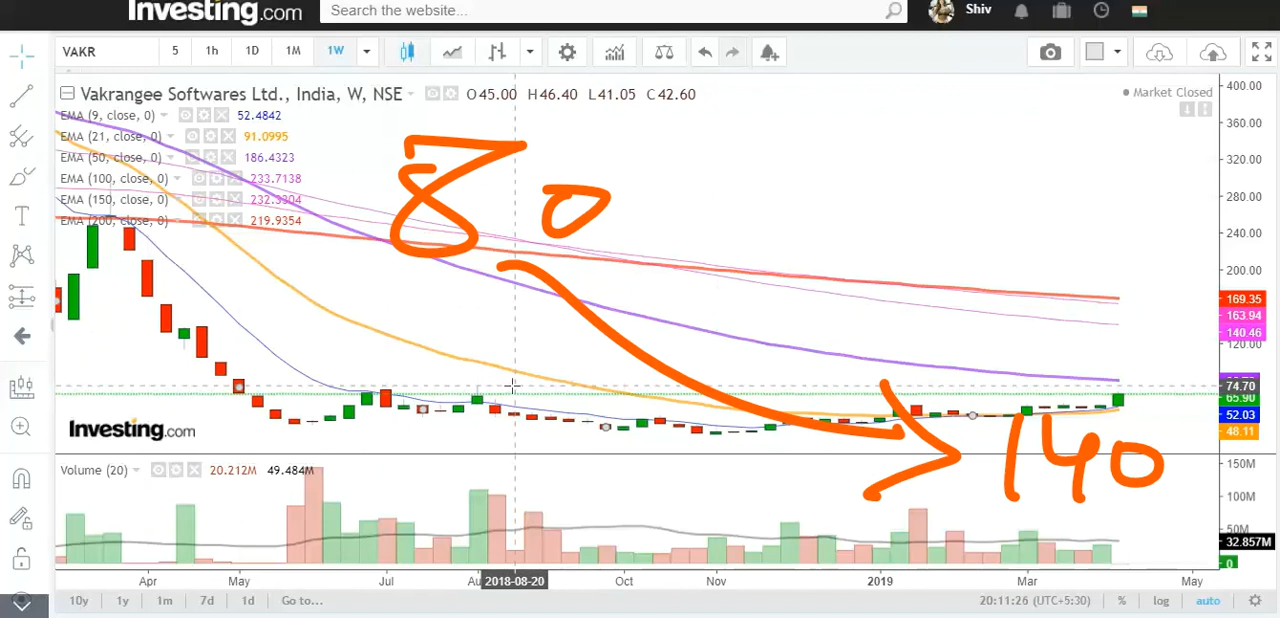 Investing.com
Search the website...
Shiv
VAKR 5 1h 1D 1M 1W
Vakrangee Softwares Ltd., India, W, NSE O45.00 H46.40 L41.05 C42.60
Market Closed
EMA (9, close, 0) 52.4842
EMA (21, close, 0) 91.0995
EMA (50, close, 0) 186.4323
EMA (100, close, 0) 233.7138
EMA (150, close, 0) 232.3304
EMA (200, close, 0) 219.9354
80
140
400.00
360.00
320.00
280.00
240.00
200.00
169.35
163.94
140.46
120.00
74.70
65.90
52.03
48.11
Investing.com
Volume (20) 20.212M 49.484M
150M
100M
50M
32.857M
0
Apr May Jul 2018-08-20 Oct Nov 2019 Mar May
10y 1y 1m 7d 1d Go to... 20:11:26 (UTC+5:30) % log auto